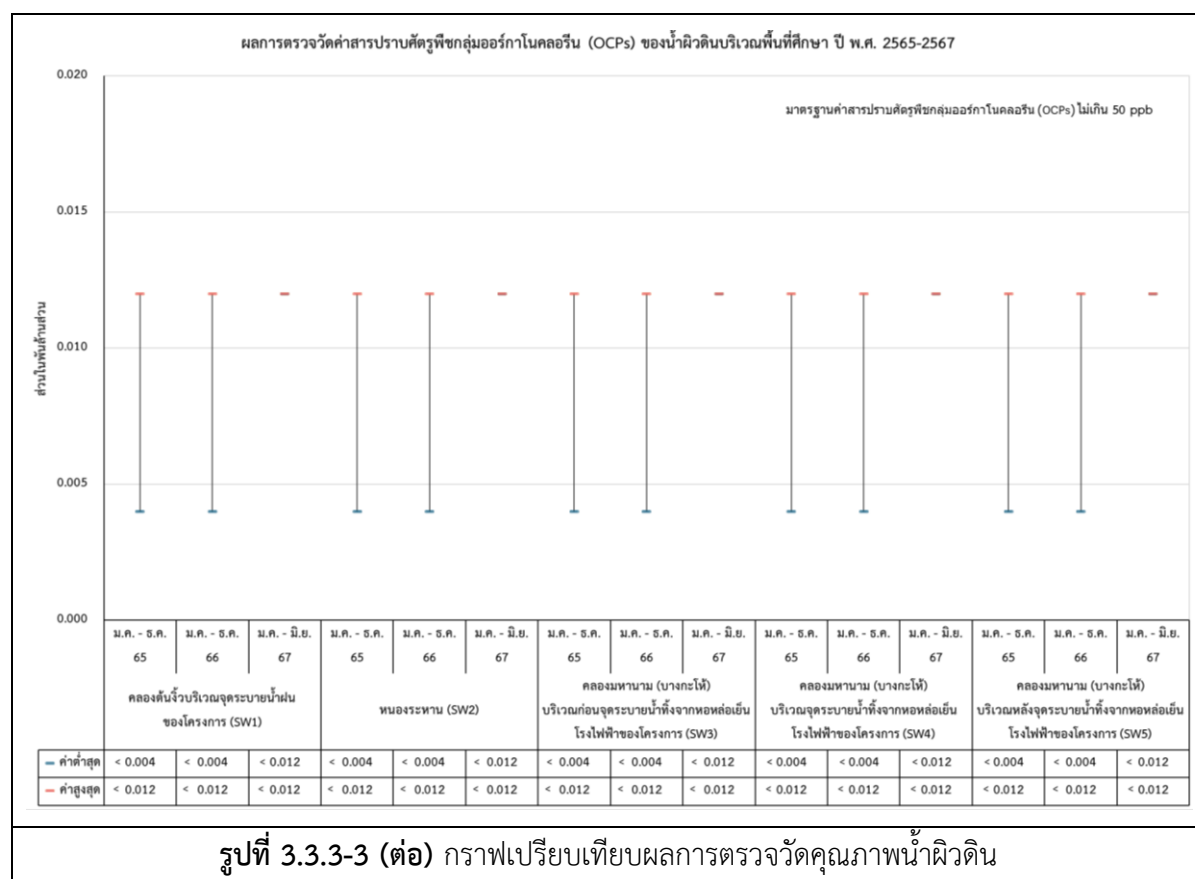 ผลการตรวจวัดค่าสารปราบศัตรูพืชกลุ่มออร์กาโนคลอรีน (OCPs) ของน้ำผิวดินบริเวณพื้นที่ศึกษา ปี พ.ศ. 2565-2567
0.020
มาตรฐานค่าสารปราบศัตรูพืชกลุ่มออร์กาโนคลอรีน (OCPs) ไม่เกิน 50 ppb
0.015
ส่วนในพันล้านส่วน
0.010
0.005
0.000
ม.ค. - ธ.ค. ม.ค. - ธ.ค. ม.ค. - มิ.ย. ม.ค. - ธ.ค. ม.ค. - ธ.ค. ม.ค. - มิ.ย. ม.ค. - ธ.ค. ม.ค. - ธ.ค. ม.ค. - มิ.ย. ม.ค. - ธ.ค. ม.ค. - ธ.ค. ม.ค. - มิ.ย. ม.ค. - ธ.ค. ม.ค. - ธ.ค. ม.ค. - มิ.ย.
65 66 67 65 66 67 65 66 67 65 66 67 65 66 67
คลองต้นงิ้วบริเวณจุดระบายน้ำฝน
ของโครงการ (SW1)
หนองระหาน (SW2)
คลองมหานาม (บางกะโห้)
บริเวณก่อนจุดระบายน้ำทิ้งจากหอหล่อเย็น
โรงไฟฟ้าของโครงการ (SW3)
คลองมหานาม (บางกะโห้)
บริเวณจุดระบายน้ำทิ้งจากหอหล่อเย็น
โรงไฟฟ้าของโครงการ (SW4)
คลองมหานาม (บางกะโห้)
บริเวณหลังจุดระบายน้ำทิ้งจากหอหล่อเย็น
โรงไฟฟ้าของโครงการ (SW5)
ค่าต่ำสุด < 0.004 < 0.004 < 0.012 < 0.004 < 0.004 < 0.012 < 0.004 < 0.004 < 0.012 < 0.004 < 0.004 < 0.012 < 0.004 < 0.004 < 0.012
ค่าสูงสุด < 0.012 < 0.012 < 0.012 < 0.012 < 0.012 < 0.012 < 0.012 < 0.012 < 0.012 < 0.012 < 0.012 < 0.012 < 0.012 < 0.012 < 0.012
รูปที่ 3.3.3-3 (ต่อ) กราฟเปรียบเทียบผลการตรวจวัดคุณภาพน้ำผิวดิน